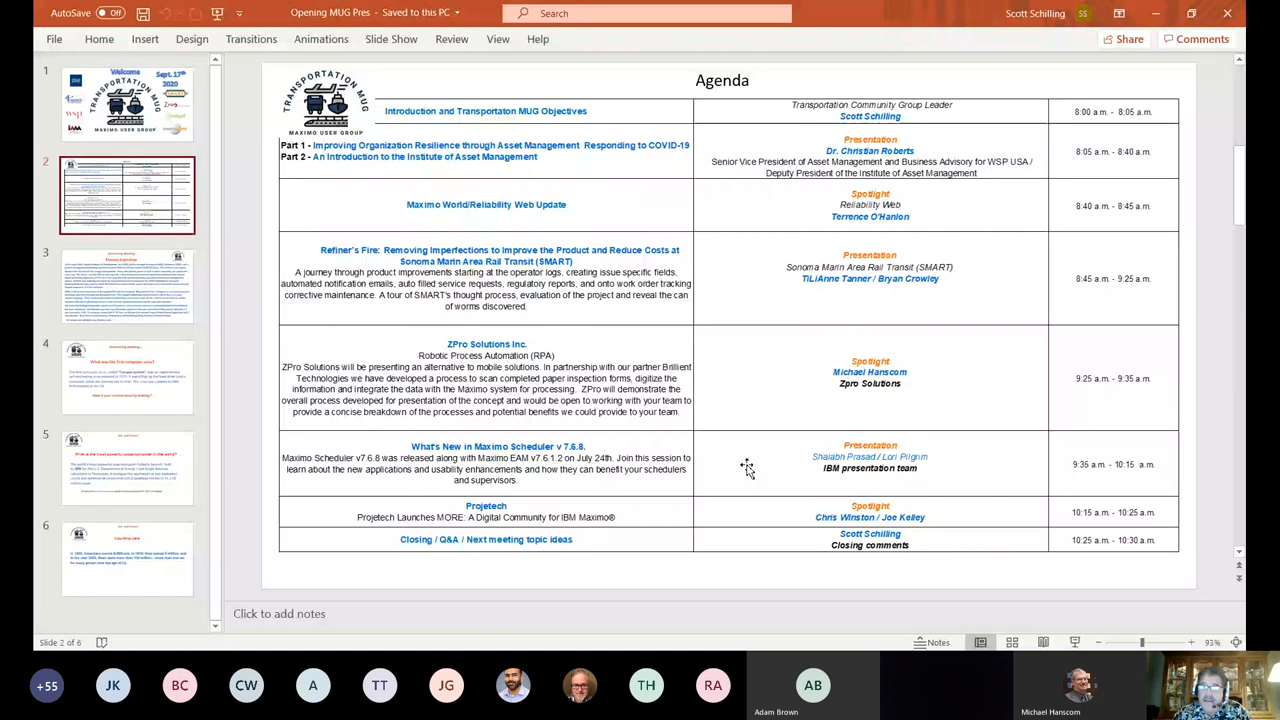 AutoSave Off
Opening MUG Pres - Saved to this PC
Search
Scott Schilling
SS
File Home Insert Design Transitions Animations Slide Show Review View Help
Share
Comments
1
Welcome
Sept. 17th
2020
TRANSPORTATION MUG
MAXIMO USER GROUP
wsp
2
3
4
5
6
TRANSPORTATION MUG
MAXIMO USER GROUP
Agenda
Introduction and Transportaton MUG Objectives
Transportation Community Group Leader
Scott Schilling
8:00 a.m. - 8:05 a.m.
Part 1 - Improving Organization Resilience through Asset Management Responding to COVID-19
Part 2 - An Introduction to the Institute of Asset Management
Presentation
Dr. Christian Roberts
Senior Vice President of Asset Management and Business Advisory for WSP USA /
Deputy President of the Institute of Asset Management
8:05 a.m. - 8:40 a.m.
Maximo World/Reliability Web Update
Spotlight
Reliability Web
Terrence O'Hanlon
8:40 a.m. - 8:45 a.m.
Refiner's Fire: Removing Imperfections to Improve the Product and Reduce Costs at
Sonoma Marin Area Rail Transit (SMART)
A journey through product improvements starting at the operator logs, creating issue specific fields,
automated notification emails, auto filled service requests, regulatory reports, and onto work order tracking
for maintenance. A tour of SMART's thought process, evaluation of the project and reveal the can
of worms discovered.
Presentation
Sonoma Marin Area Rail Transit (SMART)
TiLiAnne Tanner / Bryan Crowley
8:45 a.m. - 9:25 a.m.
ZPro Solutions Inc.
Robotic Process Automation (RPA)
ZPro Solutions will be presenting an alternative to mobile solutions. In partnership with our partner Brillient
Technologies we have developed a process to scan completed paper inspection forms, digitize the
information and integrate the data with the Maximo system for processing. ZPro will demonstrate the
overall process developed for presentation of the concept and would be open to working with your team to
provide a concise breakdown of the processes and potential benefits we could provide to your team.
Spotlight
Michael Hanscom
Zpro Solutions
9:25 a.m. - 9:35 a.m.
What's New in Maximo Scheduler v 7.6.8.
Maximo Scheduler v7.6.8 was released along with Maximo EAM v7.6.1.2 on July 24th. Join this session to
learn about the new applications and usability enhancements and how they can benefit your schedulers
and supervisors.
Presentation
Shaiabh Prasad / Lori Pilgrim
IBM presentation team
9:35 a.m. - 10:15 a.m.
Projetech
Projetech Launches MORE: A Digital Community for IBM Maximo®
Spotlight
Chris Winston / Joe Kelley
10:15 a.m. - 10:25 a.m.
Closing / Q&A / Next meeting topic ideas
Scott Schilling
Closing comments
10:25 a.m. - 10:30 a.m.
Click to add notes
Slide 2 of 6
Notes
93%
+55 JK BC CW A TT JG TH RA AB
Adam Brown
Michael Hanscom